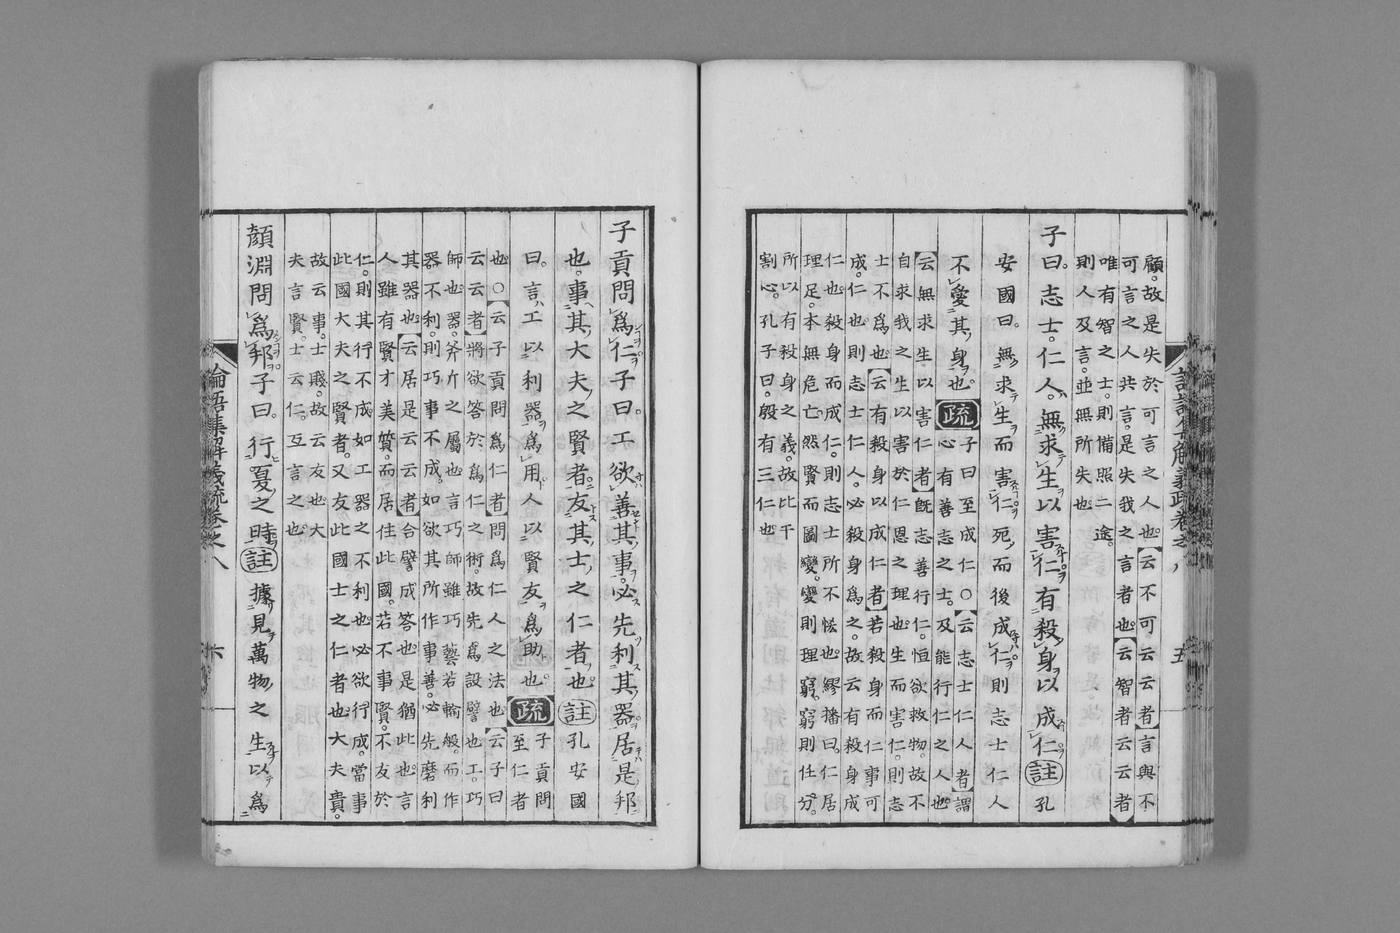 顧。故是失於可言之人也【云不可云云者】言與不
可言之人共言。是失我之言者也【云智者云云者】
唯有智之士。則備照二途。
則人及言。並無所失也
子曰。志士。仁人。無求生以害仁。有殺身以成仁。註孔
安國曰。無求生而害仁。死而後成仁。則志士仁人
不愛其身也。疏子曰至成仁〇【云志士仁人者】謂
心有善志之士。及能行仁之人也
【云無求生以害仁者】既志善行仁。恒欲救物。故不
自求我之生以害於仁恩之理也生而害仁。則志
士不為也【云有殺身以成仁者】若殺身而仁事可
成。仁也則志士仁人。必殺身為之。故云有殺身成
仁也殺身而成仁。則志士所不恡也繆播曰。仁居
理足。本無危亡。然賢而圖變。變則理窮。窮則任分。
所以有殺身之義。故比干
割心。孔子曰。殷有三仁也
五
子貢問為仁子曰。工欲善其事。必先利其器居是邦
也。事其大夫之賢者。友其士之仁者也。註孔安國
曰。言工以利器為用。人以賢友為助也。疏子貢問
至仁者
也〇【云子貢問為仁者】問為仁人之法也【云子曰
云云者】將欲答於為仁之術。故先為設譬也。工。巧
師也器。斧斤之屬也言巧師雖巧藝若輸般。而作
器不利。則巧事不成。如欲其所作事善。必先磨利
其器也【云居是云云者】合譬成答也是猶此也。言
人雖有賢才美質。而居住此國。若不事賢。不友於
仁。則其行不成。如工器之不利也必欲行成。當事
此國大夫之賢者。又友此國士之仁者也大夫貴。
故云事。士賤。故云友也大
夫言賢。士云仁。互言之也
顏淵問為邦。子曰。行夏之時。註據見萬物之生以為
論語集解義疏卷之八
六